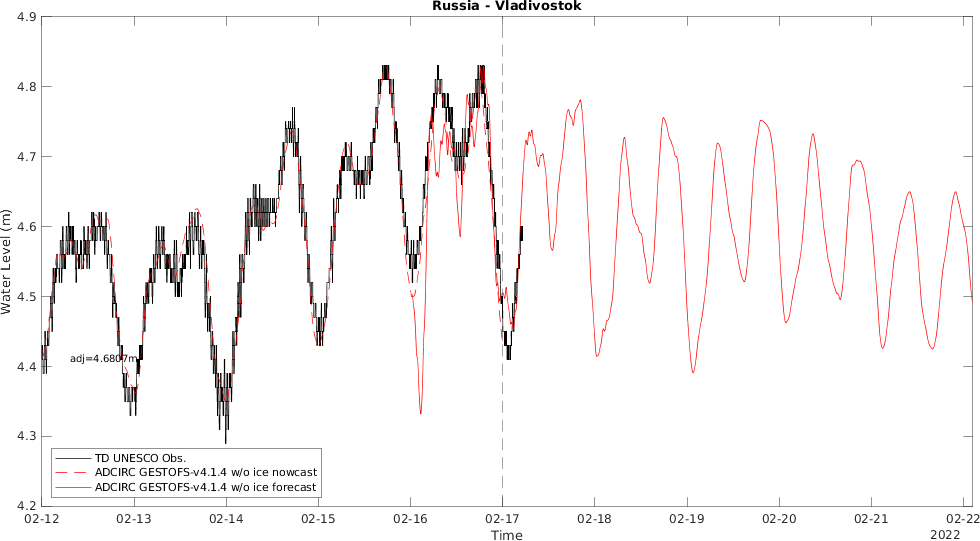 Russia - Vladivostok
4.9
4.8
4.7
4.6
4.5
4.4
4.3
4.2
Water Level (m)
adj=4.6807m
TD UNESCO Obs.
ADCIRC GESTOFS-v4.1.4 w/o ice nowcast
ADCIRC GESTOFS-v4.1.4 w/o ice forecast
02-12 02-13 02-14 02-15 02-16 02-17 02-18 02-19 02-20 02-21 02-22
Time
2022